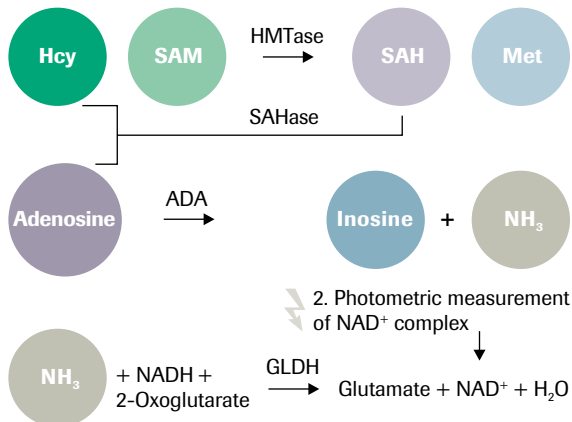 Hcy SAM HMTase SAH Met
SAHase
Adenosine ADA Inosine + NH₃
2. Photometric measurement
of NAD⁺ complex
NH₃ + NADH + GLDH
2-Oxoglutarate Glutamate + NAD⁺ + H₂O